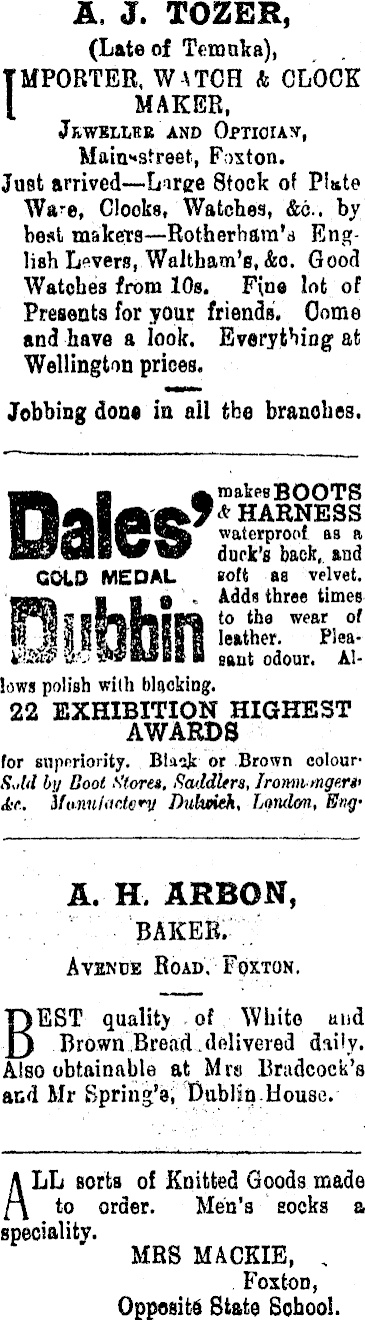 A. J. TOZER,
(Late of Temuka),
IMPORTER, WATCH & CLOCK
MAKER,
JEWELLER AND OPTICIAN,
Main-street, Foxton.
Just arrived—Large Stock of Plate
Ware, Clocks, Watches, &c., by
best makers—Rotherham's Eng-
lish Levers, Waltham's, &c. Good
Watches from 10s. Fine lot of
Presents for your friends. Come
and have a look. Everything at
Wellington prices.
Jobbing done in all the branches.
Dales'
GOLD MEDAL
Dubbin
makes BOOTS
& HARNESS
waterproof as a
duck's back, and
soft as velvet.
Adds three times
to the wear of
leather. Plea-
sant odour. Al-
lows polish with blacking.
22 EXHIBITION HIGHEST
AWARDS
for superiority. Black or Brown colour.
Sold by Boot Stores, Saddlers, Ironmongers,
&c. Manufactory Dulwich, London, Eng.
A. H. ARBON,
BAKER.
AVENUE ROAD, FOXTON.
BEST quality of White and
Brown Bread delivered daily.
Also obtainable at Mrs Bradcock's
and Mr Spring's, Dublin House.
ALL sorts of Knitted Goods made
to order. Men's socks a
speciality.
MRS MACKIE,
Foxton,
Opposite State School.